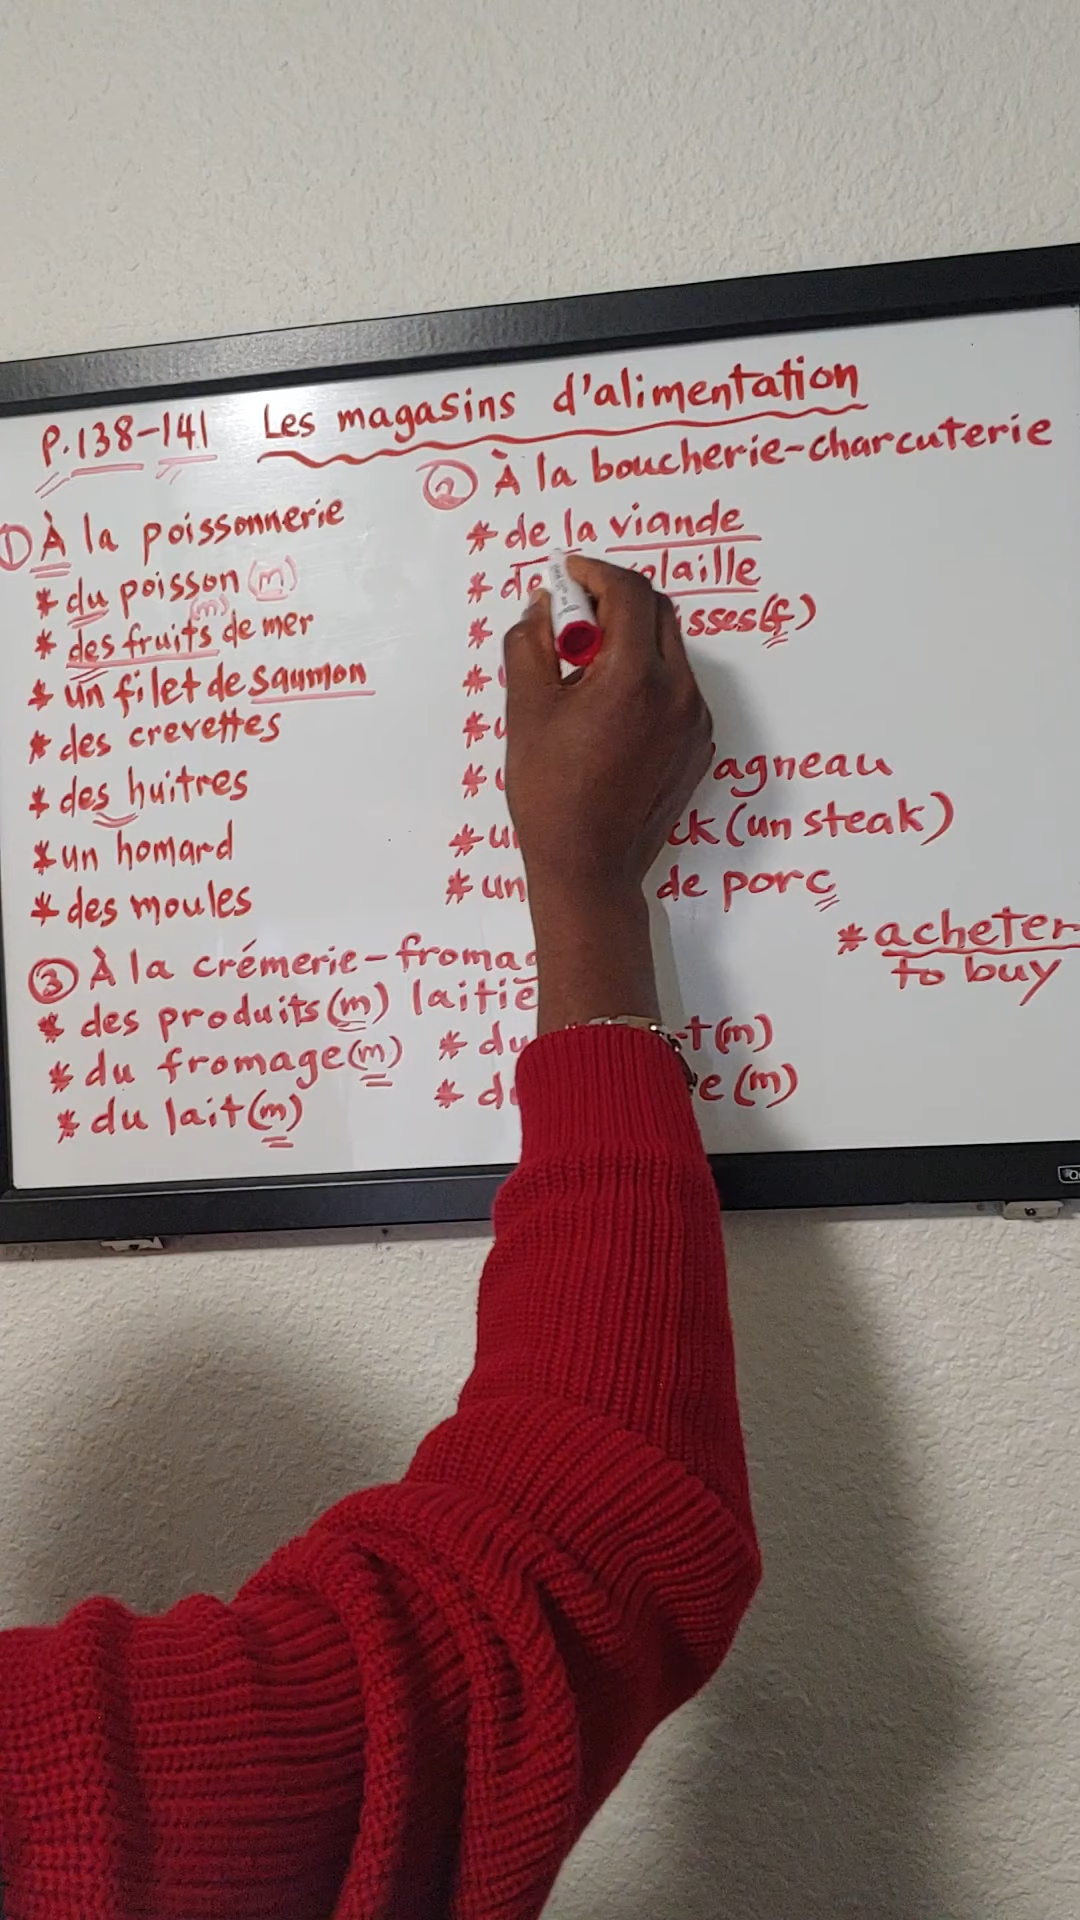 P. 138-141 Les magasins d'alimentation
① À la poissonnerie
* du poisson (m)
(m)
* des fruits de mer
* un filet de saumon
* des crevettes
* des huitres
* un homard
* des moules
② À la boucherie-charcuterie
* de la viande
* de
* 
* 
* 
* agneau
* (un steak)
* un de porc
* acheter
to buy
③ À la crémerie-
* des produits (m)
* du fromage (m)
* du lait (m)
* du (m)
* (m)